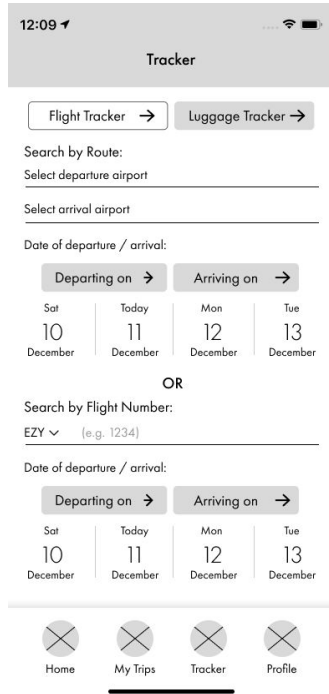 12:09
Tracker
Flight Tracker → Luggage Tracker →
Search by Route:
Select departure airport
Select arrival airport
Date of departure / arrival:
Departing on → Arriving on →
Sat Today Mon Tue
10 11 12 13
December December December December
OR
Search by Flight Number:
EZY (e.g. 1234)
Date of departure / arrival:
Departing on → Arriving on →
Sat Today Mon Tue
10 11 12 13
December December December December
Home My Trips Tracker Profile